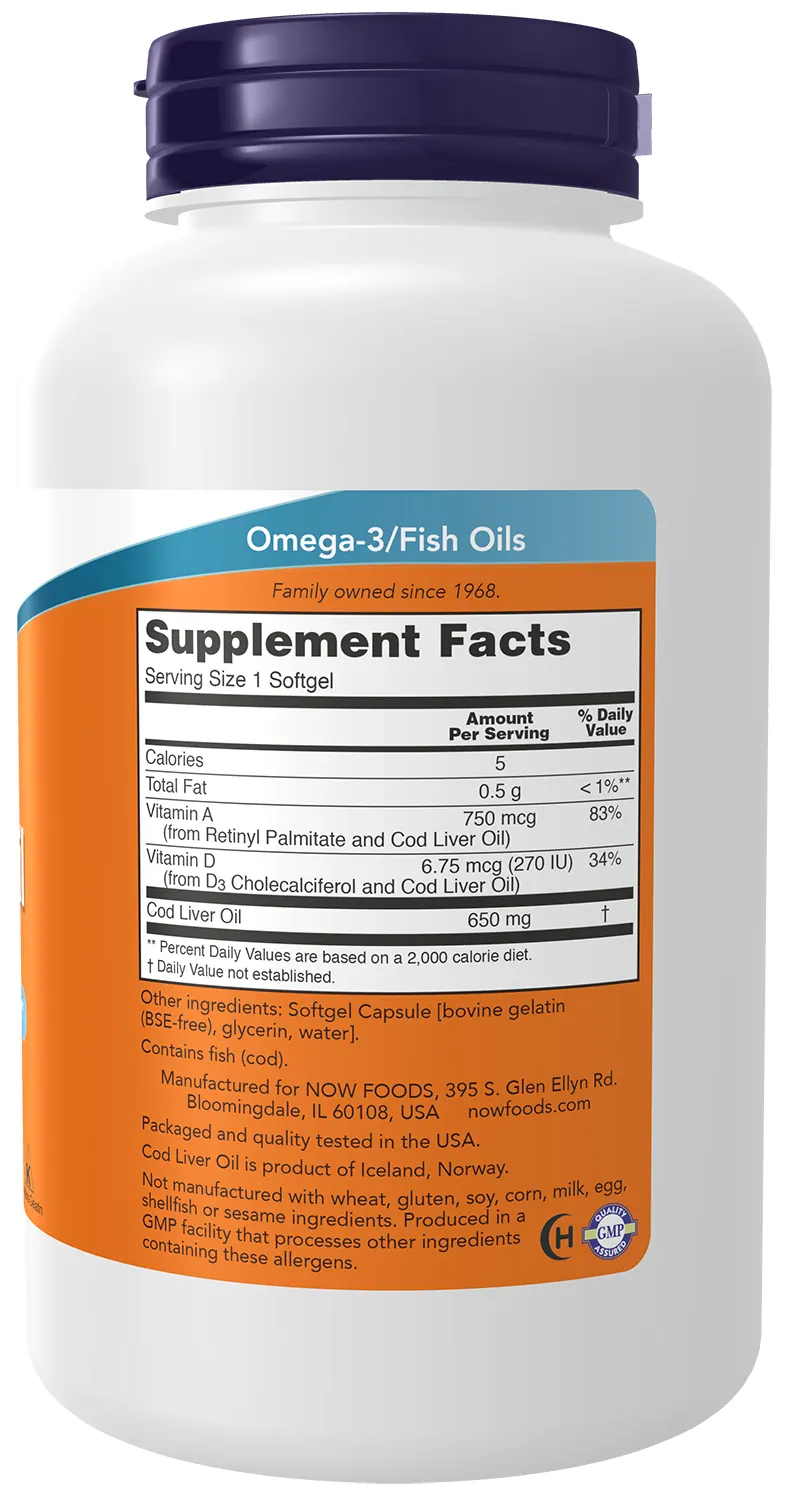 Omega-3/Fish Oils
Family owned since 1968.
Supplement Facts
Serving Size 1 Softgel
Amount Per Serving % Daily Value
Calories 5
Total Fat 0.5 g < 1%**
Vitamin A 750 mcg 83%
(from Retinyl Palmitate and Cod Liver Oil)
Vitamin D 6.75 mcg (270 IU) 34%
(from D3 Cholecalciferol and Cod Liver Oil)
Cod Liver Oil 650 mg †
** Percent Daily Values are based on a 2,000 calorie diet.
† Daily Value not established.
Other ingredients: Softgel Capsule [bovine gelatin
(BSE-free), glycerin, water].
Contains fish (cod).
Manufactured for NOW FOODS, 395 S. Glen Ellyn Rd.
Bloomingdale, IL 60108, USA nowfoods.com
Packaged and quality tested in the USA.
Cod Liver Oil is product of Iceland, Norway.
Not manufactured with wheat, gluten, soy, corn, milk, egg,
shellfish or sesame ingredients. Produced in a
GMP facility that processes other ingredients
containing these allergens.
H
QUALITY
GMP
ASSURED
K